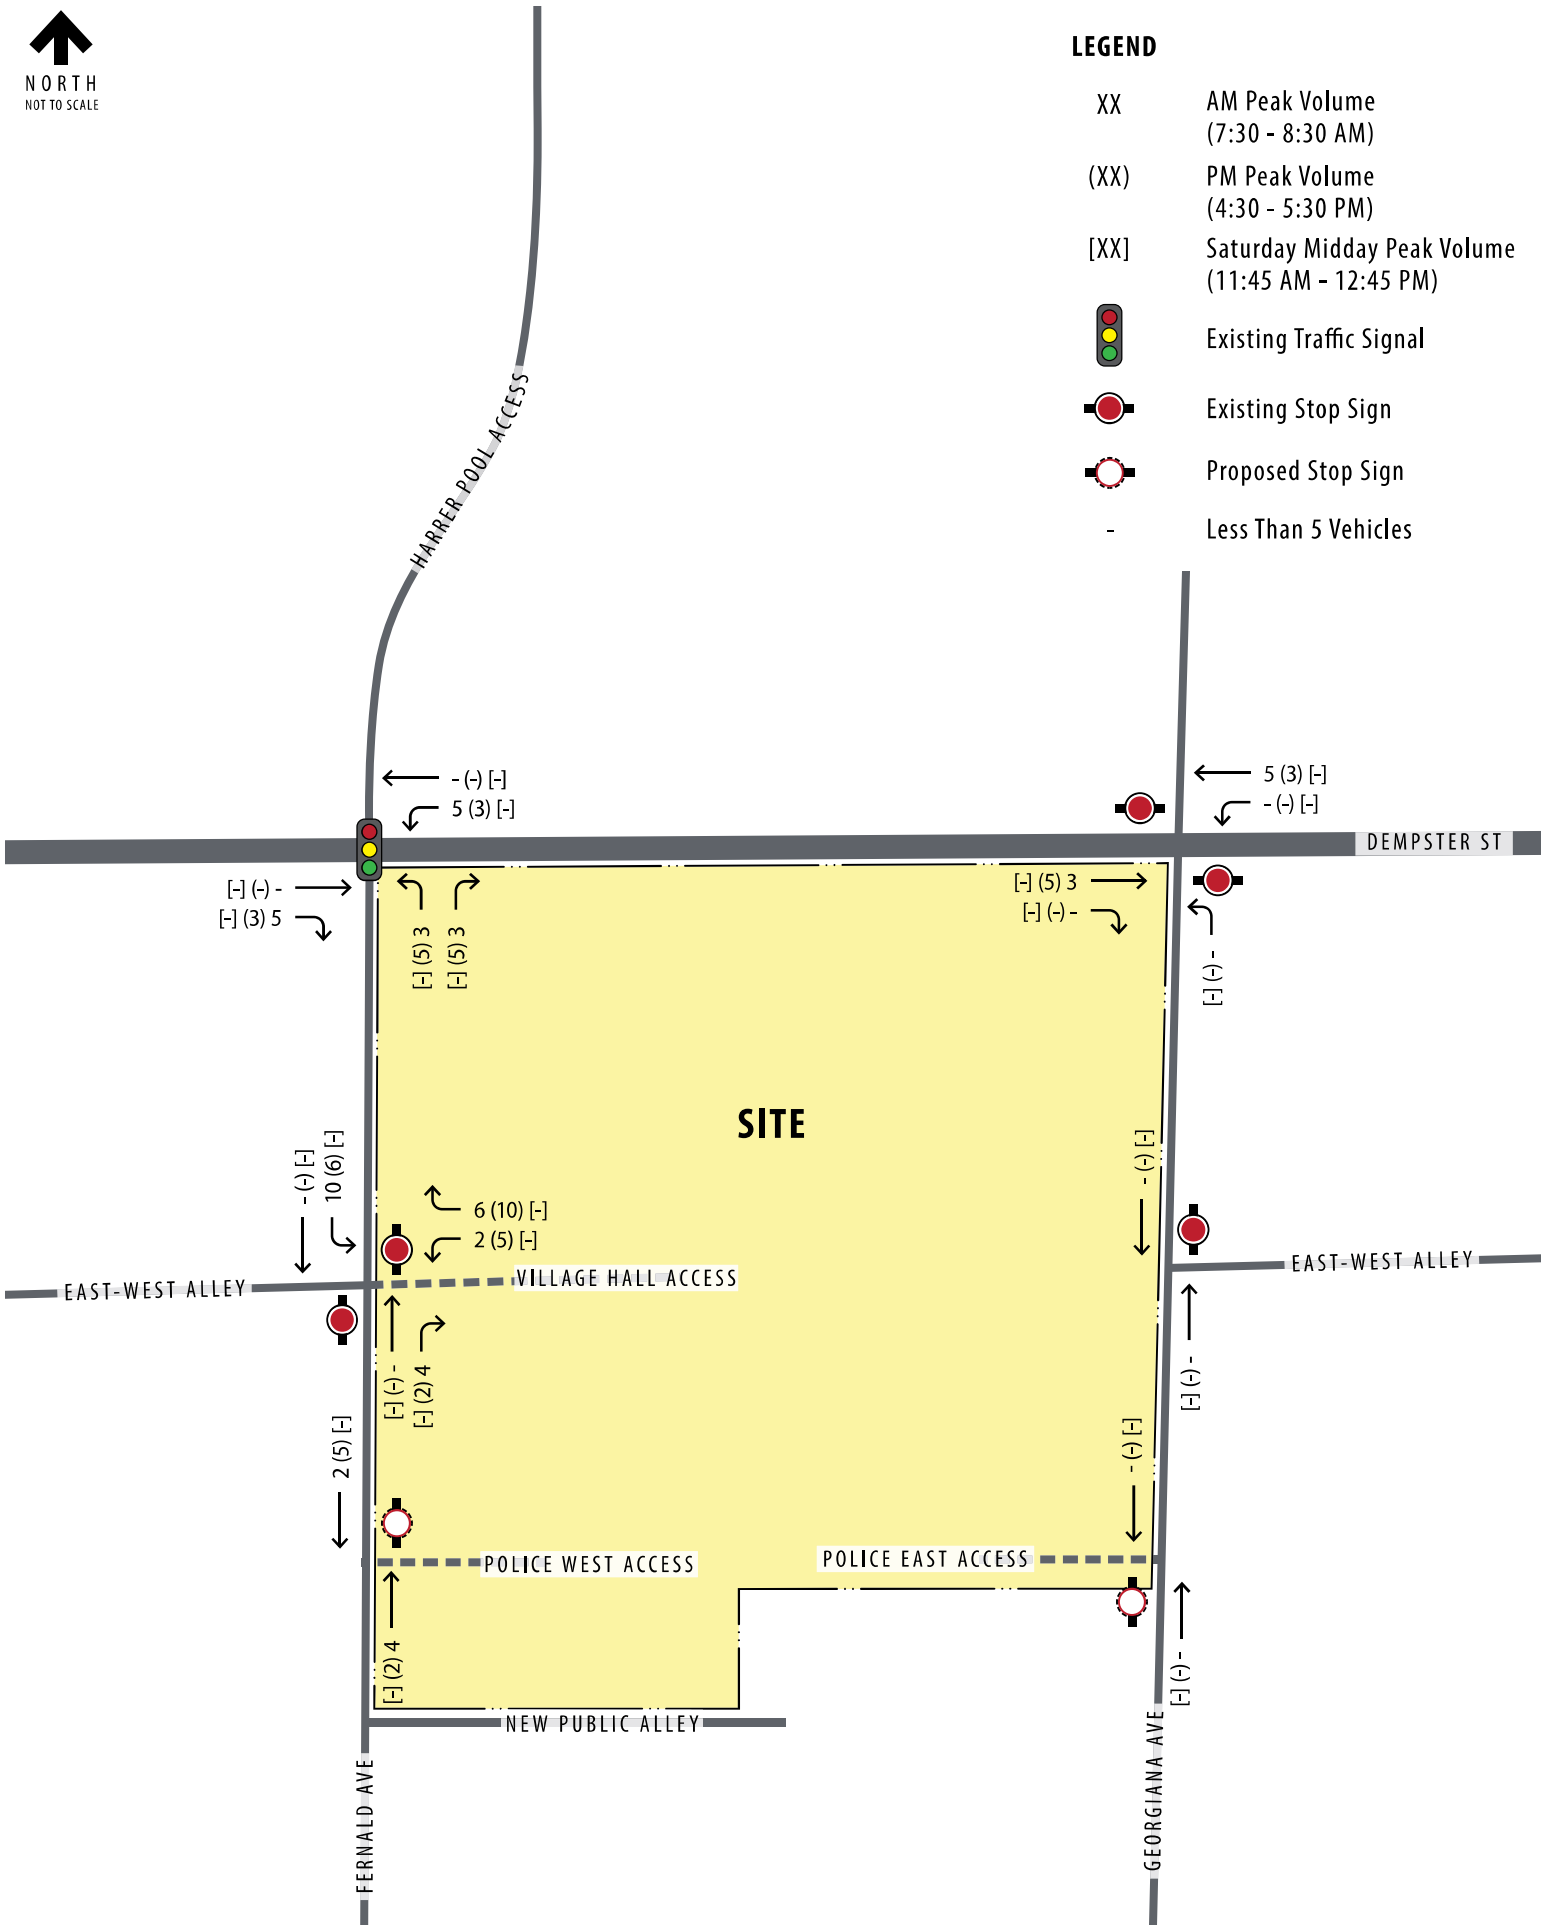 NORTH
NOT TO SCALE
LEGEND
XX AM Peak Volume
(7:30 - 8:30 AM)
(XX) PM Peak Volume
(4:30 - 5:30 PM)
[XX] Saturday Midday Peak Volume
(11:45 AM – 12:45 PM)
Existing Traffic Signal
Existing Stop Sign
Proposed Stop Sign
- Less Than 5 Vehicles
HARRER POOL ACCESS
- (-) [-]
5 (3) [-]
5 (3) [-]
- (-) [-]
DEMPSTER ST
[-] (-) -
[-] (3) 5
[-] (5) 3
[-] (5) 3
[-] (5) 3
[-] (-) -
[-] (-) -
SITE
- (-) [-]
10 (6) [-]
6 (10) [-]
2 (5) [-]
- (-) [-]
EAST-WEST ALLEY
VILLAGE HALL ACCESS
EAST-WEST ALLEY
[-] (-) -
[-] (2) 4
[-] (-) -
2 (5) [-]
- (-) [-]
POLICE WEST ACCESS
POLICE EAST ACCESS
[-] (2) 4
[-] (-) -
NEW PUBLIC ALLEY
FERNALD AVE
GEORGIANA AVE